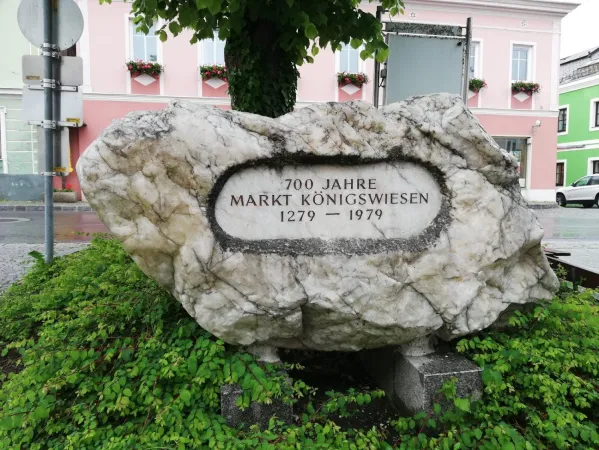 700 JAHRE
MARKT KÖNIGSWIESEN
1279 — 1979